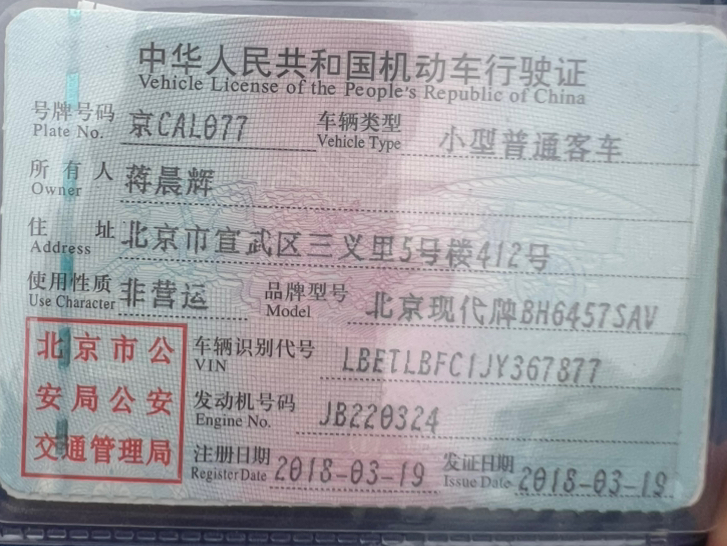 中华人民共和国机动车行驶证
Vehicle License of the People's Republic of China
号牌号码 京CAL077 车辆类型 小型普通客车
Plate No. Vehicle Type
所有人 蒋晨辉
Owner
住址 北京市宣武区三义里5号楼412号
Address
使用性质 非营运 品牌型号 北京现代牌BH6457SAV
Use Character Model
北京市公安局公安交通管理局
车辆识别代号 LBETLBFC1JY367877
VIN
发动机号码 JB220324
Engine No.
注册日期 2018-03-19 发证日期 2018-03-19
Register Date Issue Date